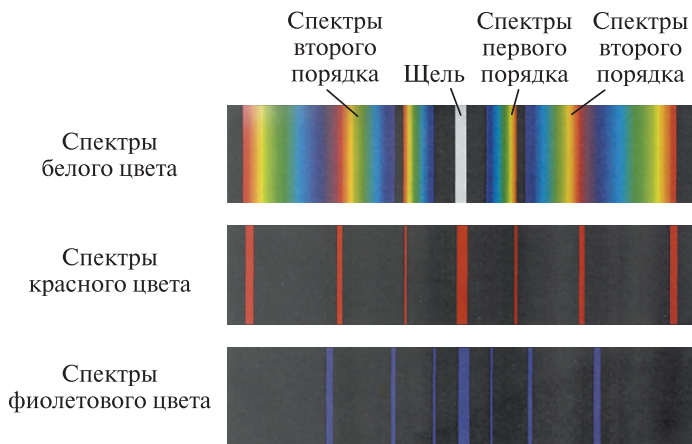 Спектры
второго
порядка
Щель
Спектры
первого
порядка
Спектры
второго
порядка
Спектры
белого цвета
Спектры
красного цвета
Спектры
фиолетового цвета